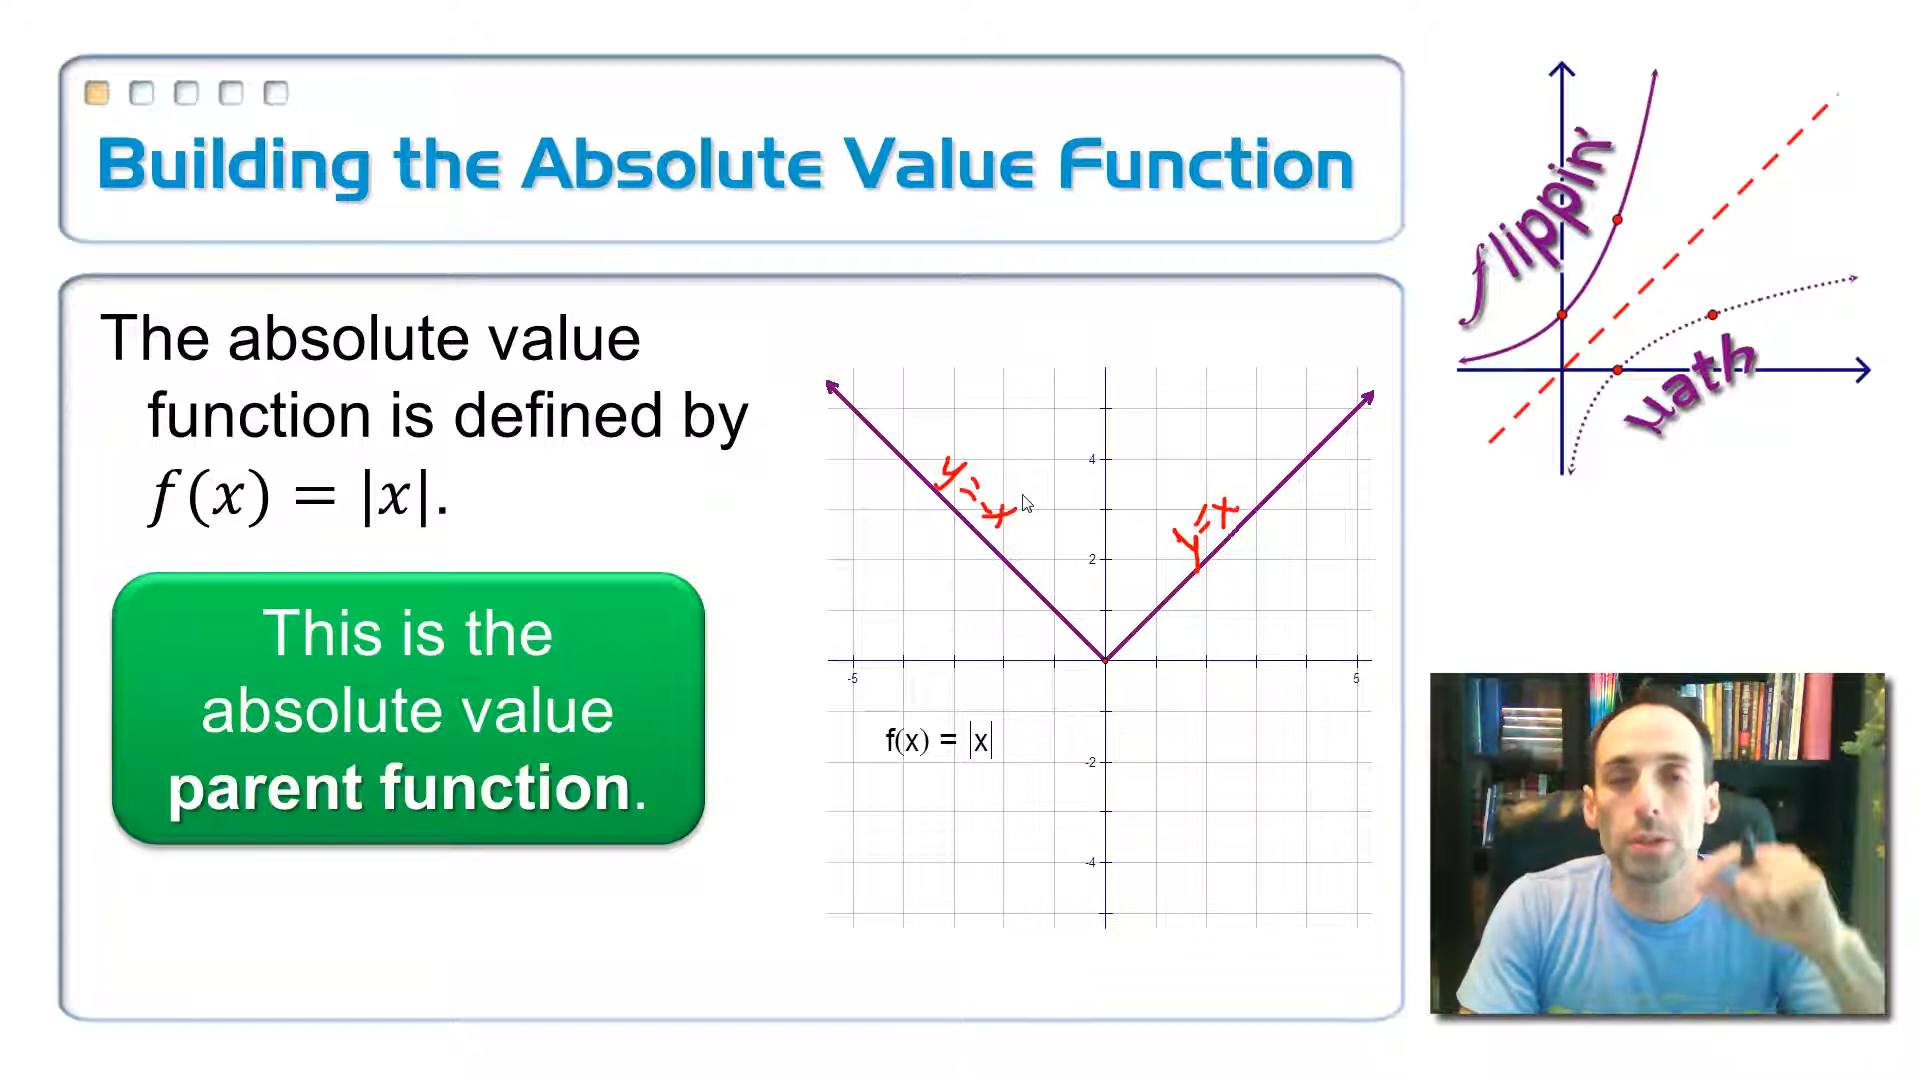 Building the Absolute Value Function
The absolute value
function is defined by
f(x) = |x|.
This is the
absolute value
parent function.
y=-x
y=x
4
2
-5
5
-2
-4
f(x) = |x|
flippin'
math